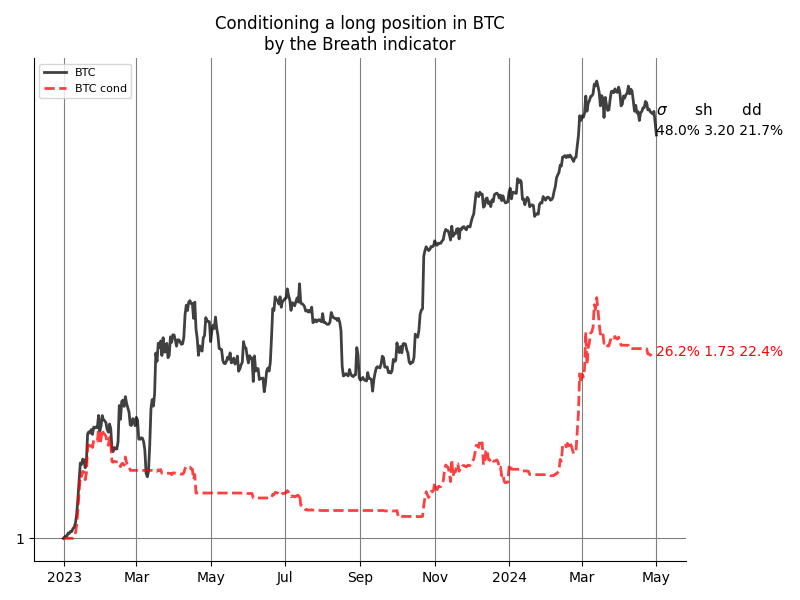 Conditioning a long position in BTC
by the Breath indicator
BTC
BTC cond
σ sh dd
48.0% 3.20 21.7%
26.2% 1.73 22.4%
1
2023 Mar May Jul Sep Nov 2024 Mar May